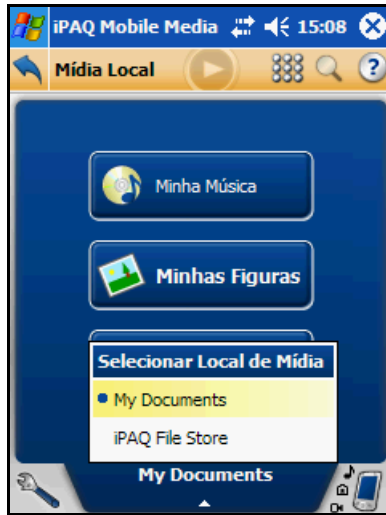 iPAQ Mobile Media 15:08
Mídia Local
?
Minha Música
Minhas Figuras
Selecionar Local de Mídia
My Documents
iPAQ File Store
My Documents